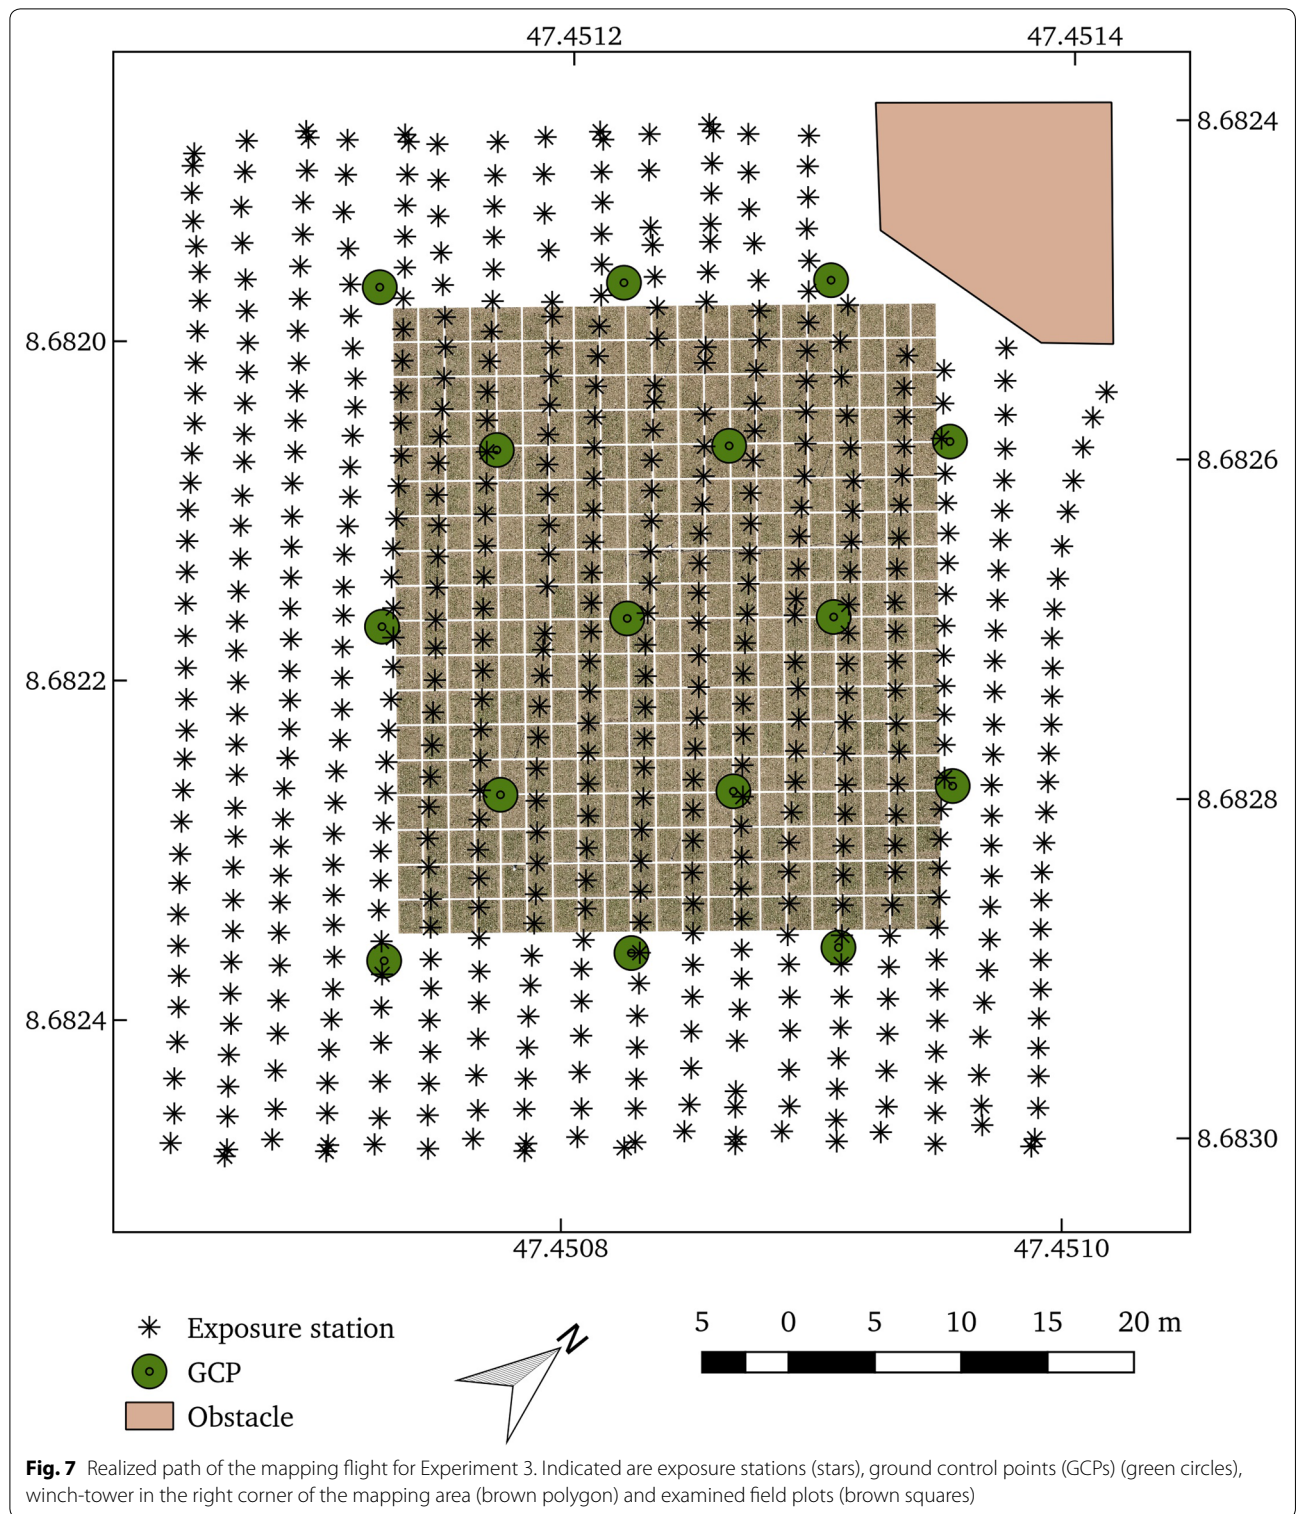 47.4512 47.4514
8.6824
8.6820
8.6826
8.6822
8.6828
8.6824
8.6830
47.4508 47.4510
Exposure station
GCP
Obstacle
N
5 0 5 10 15 20 m
Fig. 7 Realized path of the mapping flight for Experiment 3. Indicated are exposure stations (stars), ground control points (GCPs) (green circles),
winch-tower in the right corner of the mapping area (brown polygon) and examined field plots (brown squares)